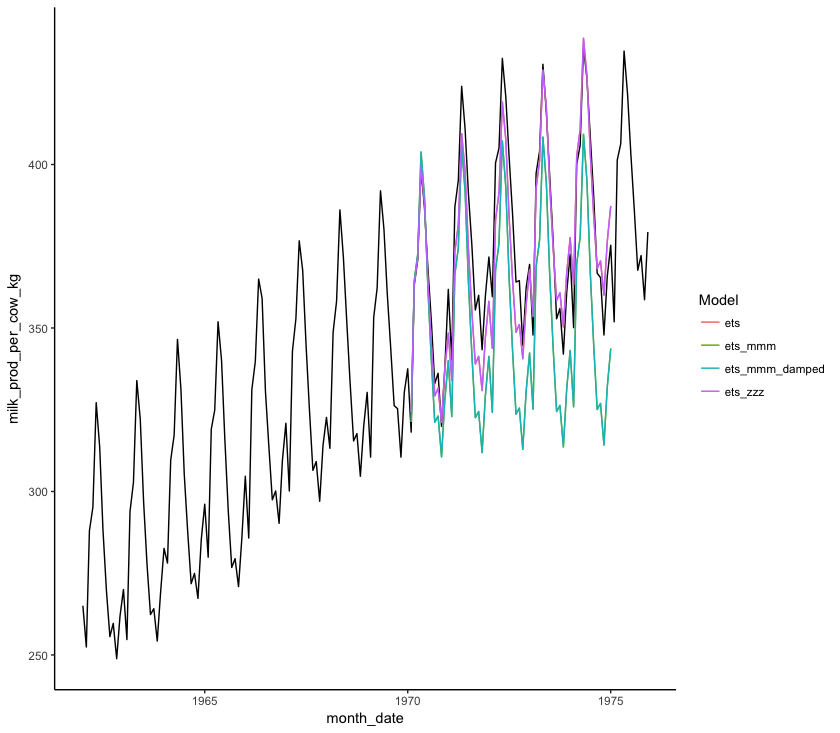 milk_prod_per_cow_kg
400
350
300
250
1965
1970
1975
month_date
Model
ets
ets_mmm
ets_mmm_damped
ets_zzz